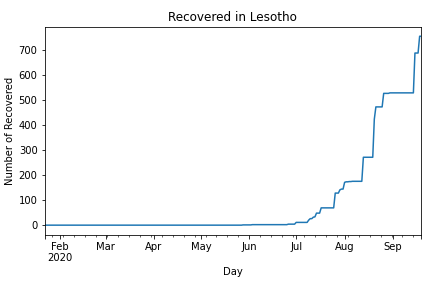 Recovered in Lesotho
Number of Recovered
700
600
500
400
300
200
100
0
Feb Mar Apr May Jun Jul Aug Sep
2020
Day